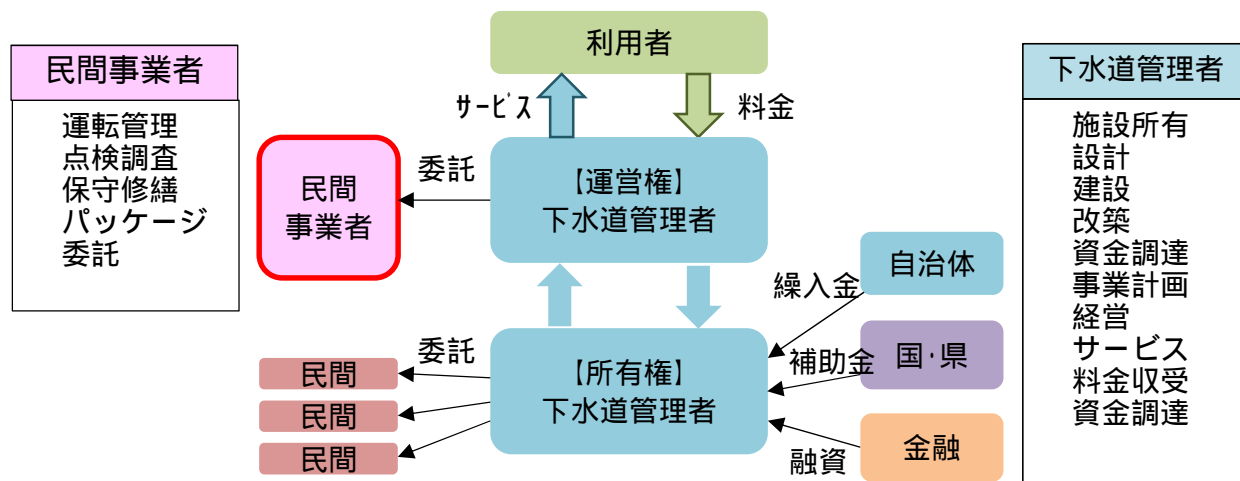 利用者
サービス
料金
民間事業者
運転管理
点検調査
保守修繕
パッケージ
委託
民間
事業者
委託
【運営権】
下水道管理者
自治体
繰入金
国・県
補助金
金融
融資
【所有権】
下水道管理者
委託
民間
民間
民間
下水道管理者
施設所有
設計
建設
改築
資金調達
事業計画
経営
サービス
料金収受
資金調達